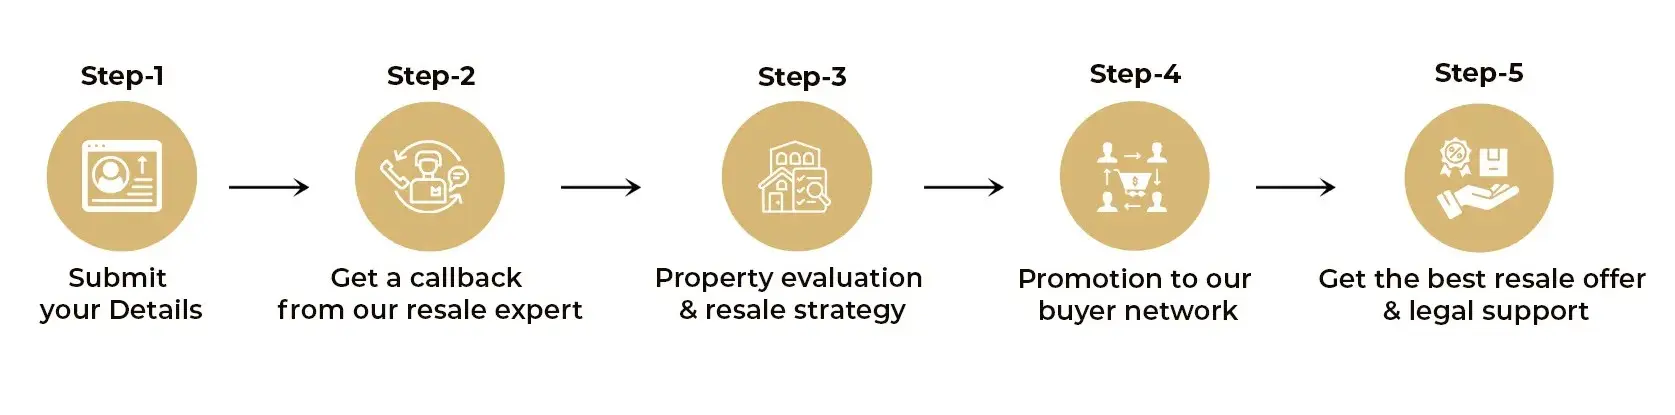 Step-1
Submit
your Details
Step-2
Get a callback
from our resale expert
Step-3
Property evaluation
& resale strategy
Step-4
Promotion to our
buyer network
Step-5
Get the best resale offer
& legal support